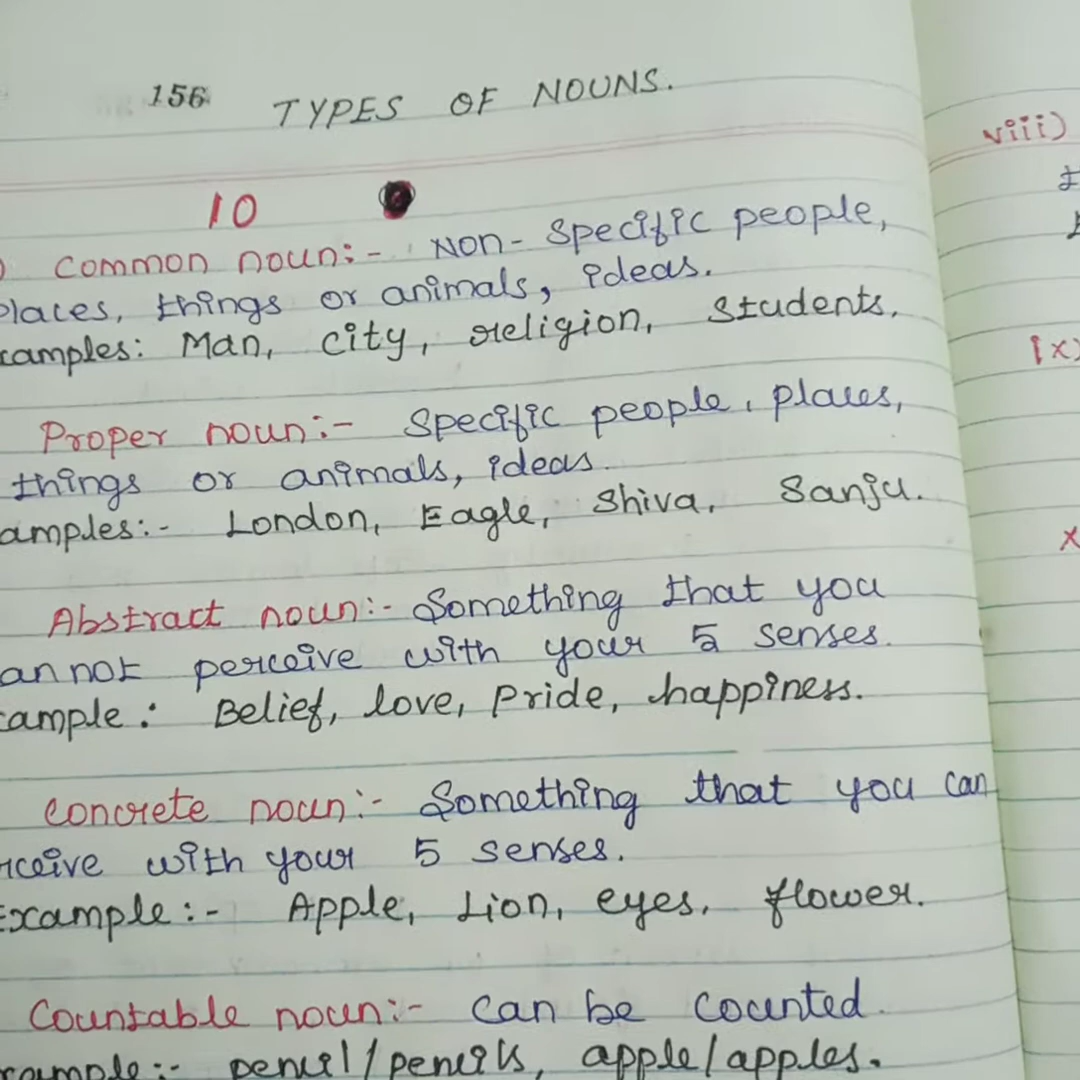 156 TYPES OF NOUNS.
10
) Common noun:- Non-specific people,
places, things or animals, ideas.
xamples: Man, city, religion, students.
Proper noun:- Specific people, places,
things or animals, ideas.
amples:- London, Eagle, Shiva, Sanju.
Abstract noun:- Something that you
annot perceive with your 5 senses.
ample: Belief, love, Pride, happiness.
Concrete noun:- Something that you can
rceive with your 5 senses.
Example:- Apple, Lion, eyes, flower.
Countable noun:- Can be Counted.
xample:- pencil/pencils, apple/apples.
viii)
ix)
x